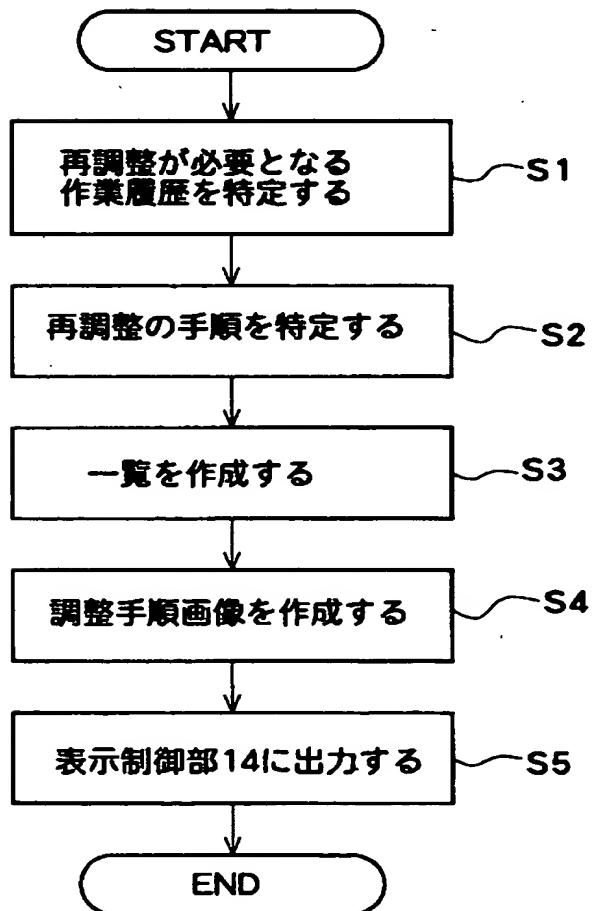 START
再調整が必要となる
作業履歴を特定する
S1
再調整の手順を特定する
S2
一覧を作成する
S3
調整手順画像を作成する
S4
表示制御部14に出力する
S5
END